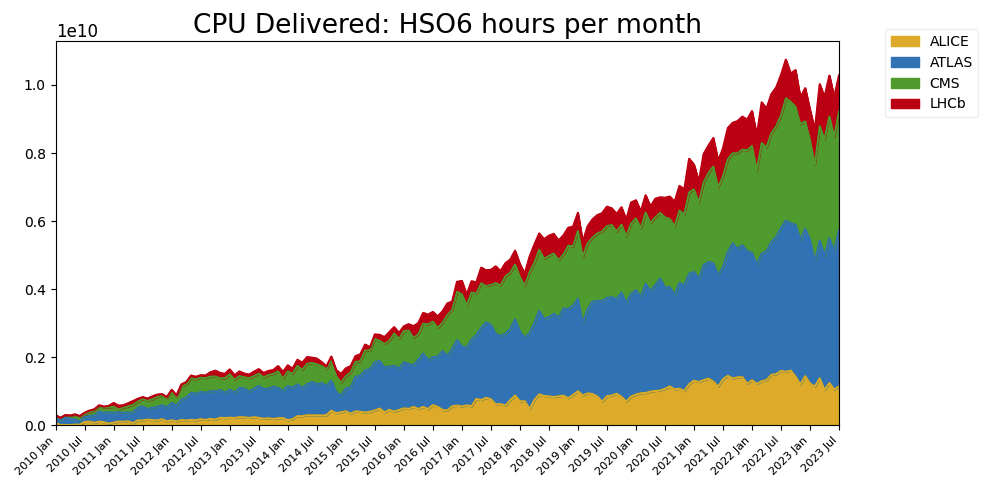 CPU Delivered: HSO6 hours per month
1e10
1.0
0.8
0.6
0.4
0.2
0.0
2010 Jan
2010 Jul
2011 Jan
2011 Jul
2012 Jan
2012 Jul
2013 Jan
2013 Jul
2014 Jan
2014 Jul
2015 Jan
2015 Jul
2016 Jan
2016 Jul
2017 Jan
2017 Jul
2018 Jan
2018 Jul
2019 Jan
2019 Jul
2020 Jan
2020 Jul
2021 Jan
2021 Jul
2022 Jan
2022 Jul
2023 Jan
2023 Jul
ALICE
ATLAS
CMS
LHCb